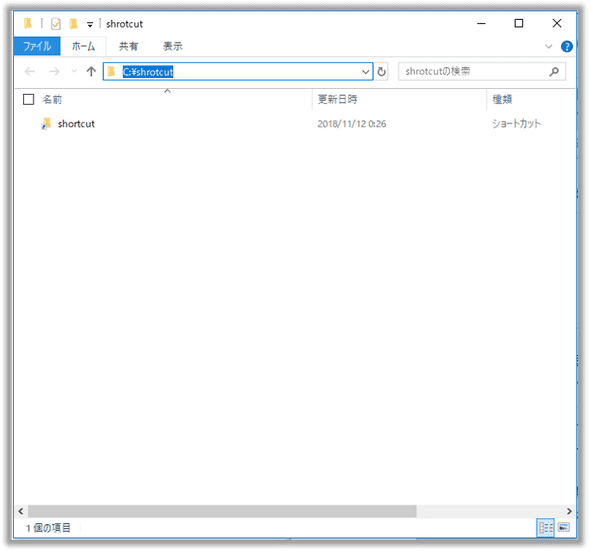 shrotcut
ファイル ホーム 共有 表示
C:¥shrotcut shrotcutの検索
名前 更新日時 種類
shortcut 2018/11/12 0:26 ショートカット
1 個の項目